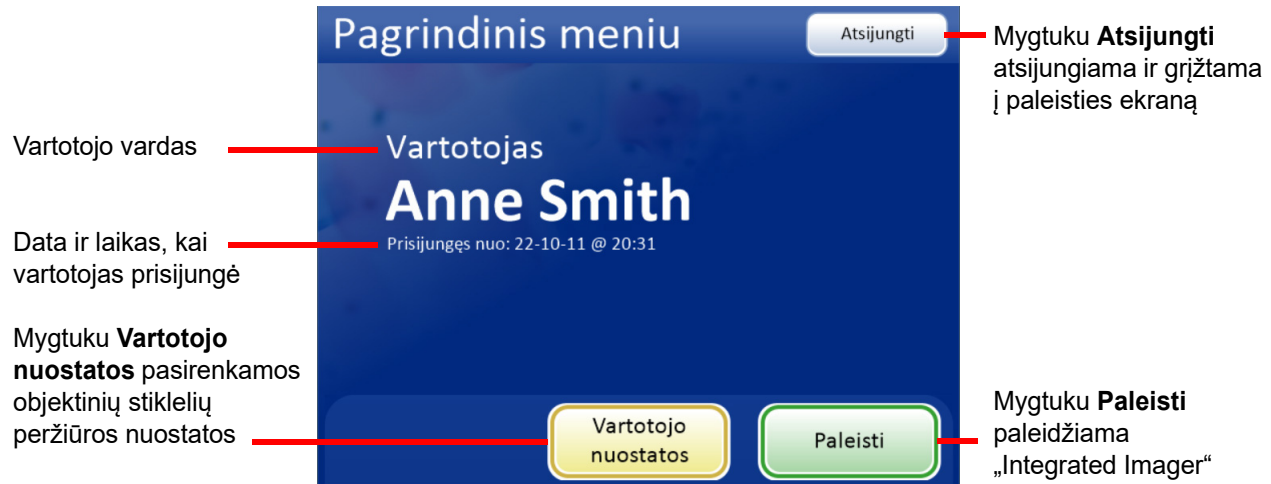 Pagrindinis meniu
Atsijungti
Mygtuku Atsijungti
atsijungiama ir grįžtama
į paleisties ekraną
Vartotojo vardas
Vartotojas
Anne Smith
Data ir laikas, kai
vartotojas prisijungė
Prisijungęs nuo: 22-10-11 @ 20:31
Mygtuku Vartotojo
nuostatos pasirenkamos
objektinių stiklelių
peržiūros nuostatos
Vartotojo
nuostatos
Paleisti
Mygtuku Paleisti
paleidžiama
„Integrated Imager“